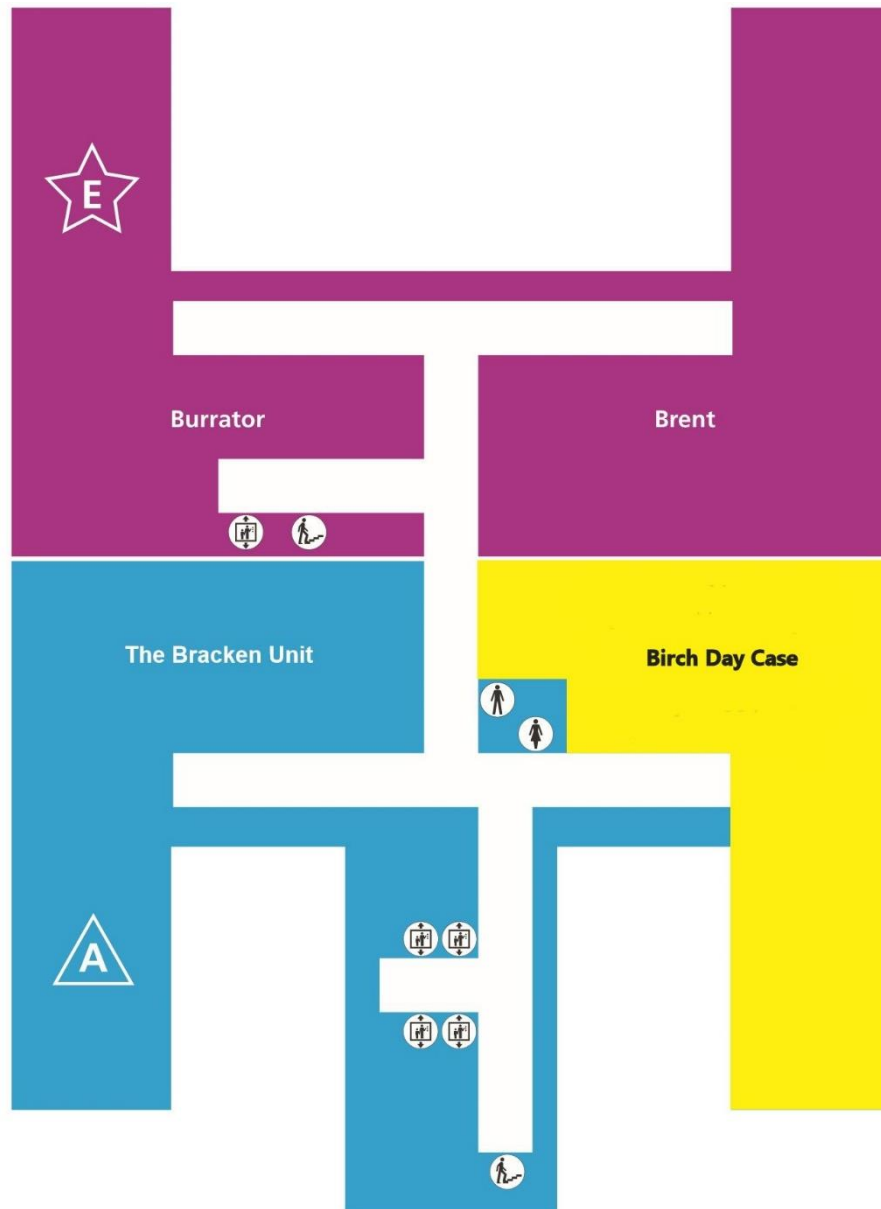 E
Burrator
Brent
The Bracken Unit
Birch Day Case
A